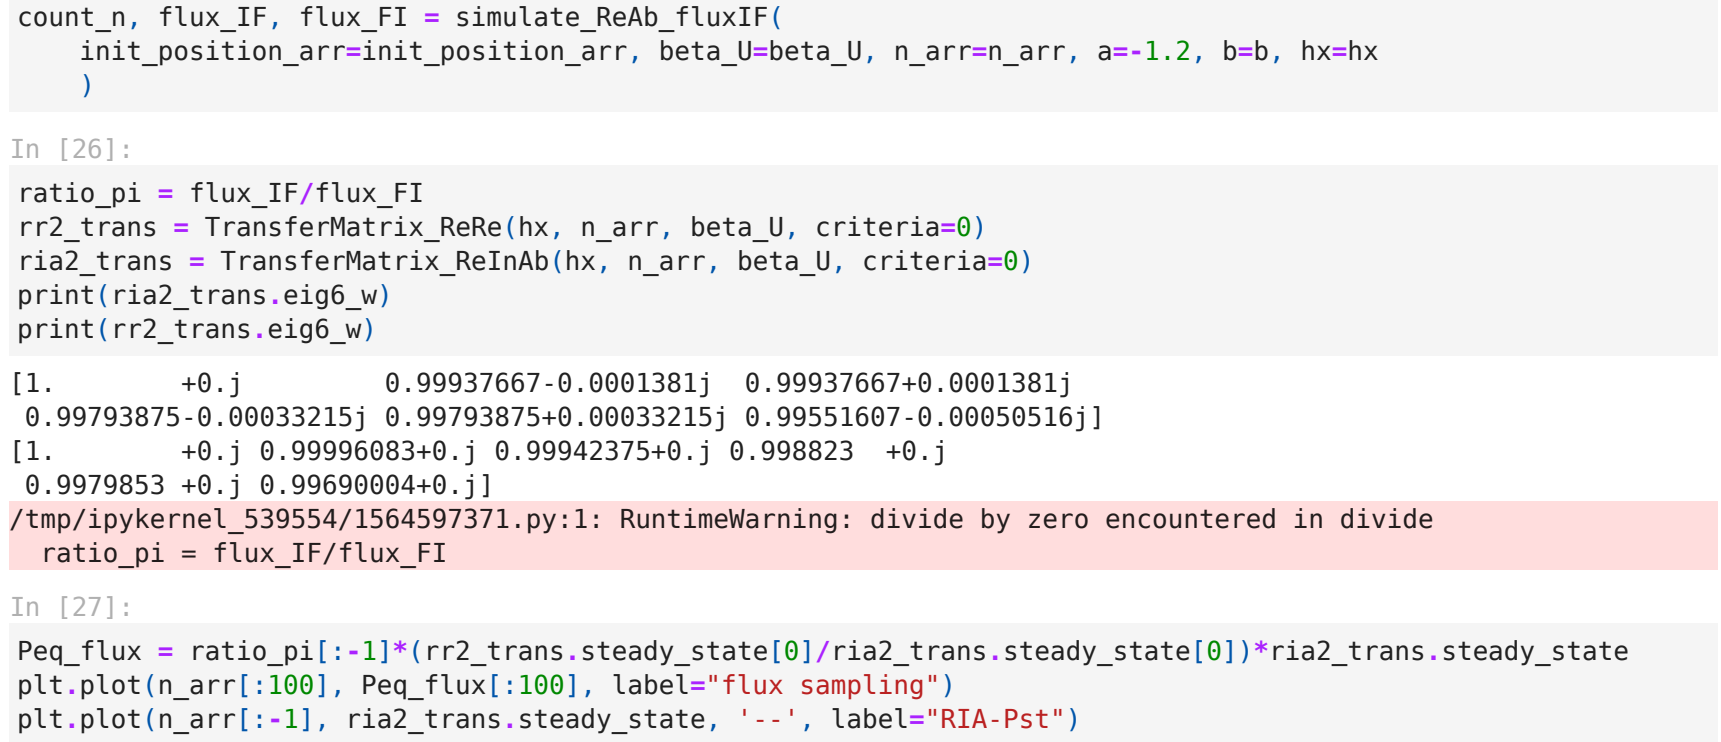 count_n, flux_IF, flux_FI = simulate_ReAb_fluxIF(
    init_position_arr=init_position_arr, beta_U=beta_U, n_arr=n_arr, a=-1.2, b=b, hx=hx
    )
In [26]:
ratio_pi = flux_IF/flux_FI
rr2_trans = TransferMatrix_ReRe(hx, n_arr, beta_U, criteria=0)
ria2_trans = TransferMatrix_ReInAb(hx, n_arr, beta_U, criteria=0)
print(ria2_trans.eig6_w)
print(rr2_trans.eig6_w)
[1.        +0.j         0.99937667-0.0001381j  0.99937667+0.0001381j
 0.99793875-0.00033215j 0.99793875+0.00033215j 0.99551607-0.00050516j]
[1.        +0.j 0.99996083+0.j 0.99942375+0.j 0.998823  +0.j
 0.9979853 +0.j 0.99690004+0.j]
/tmp/ipykernel_539554/1564597371.py:1: RuntimeWarning: divide by zero encountered in divide
  ratio_pi = flux_IF/flux_FI
In [27]:
Peq_flux = ratio_pi[:-1]*(rr2_trans.steady_state[0]/ria2_trans.steady_state[0])*ria2_trans.steady_state
plt.plot(n_arr[:100], Peq_flux[:100], label="flux sampling")
plt.plot(n_arr[:-1], ria2_trans.steady_state, '--', label="RIA-Pst")